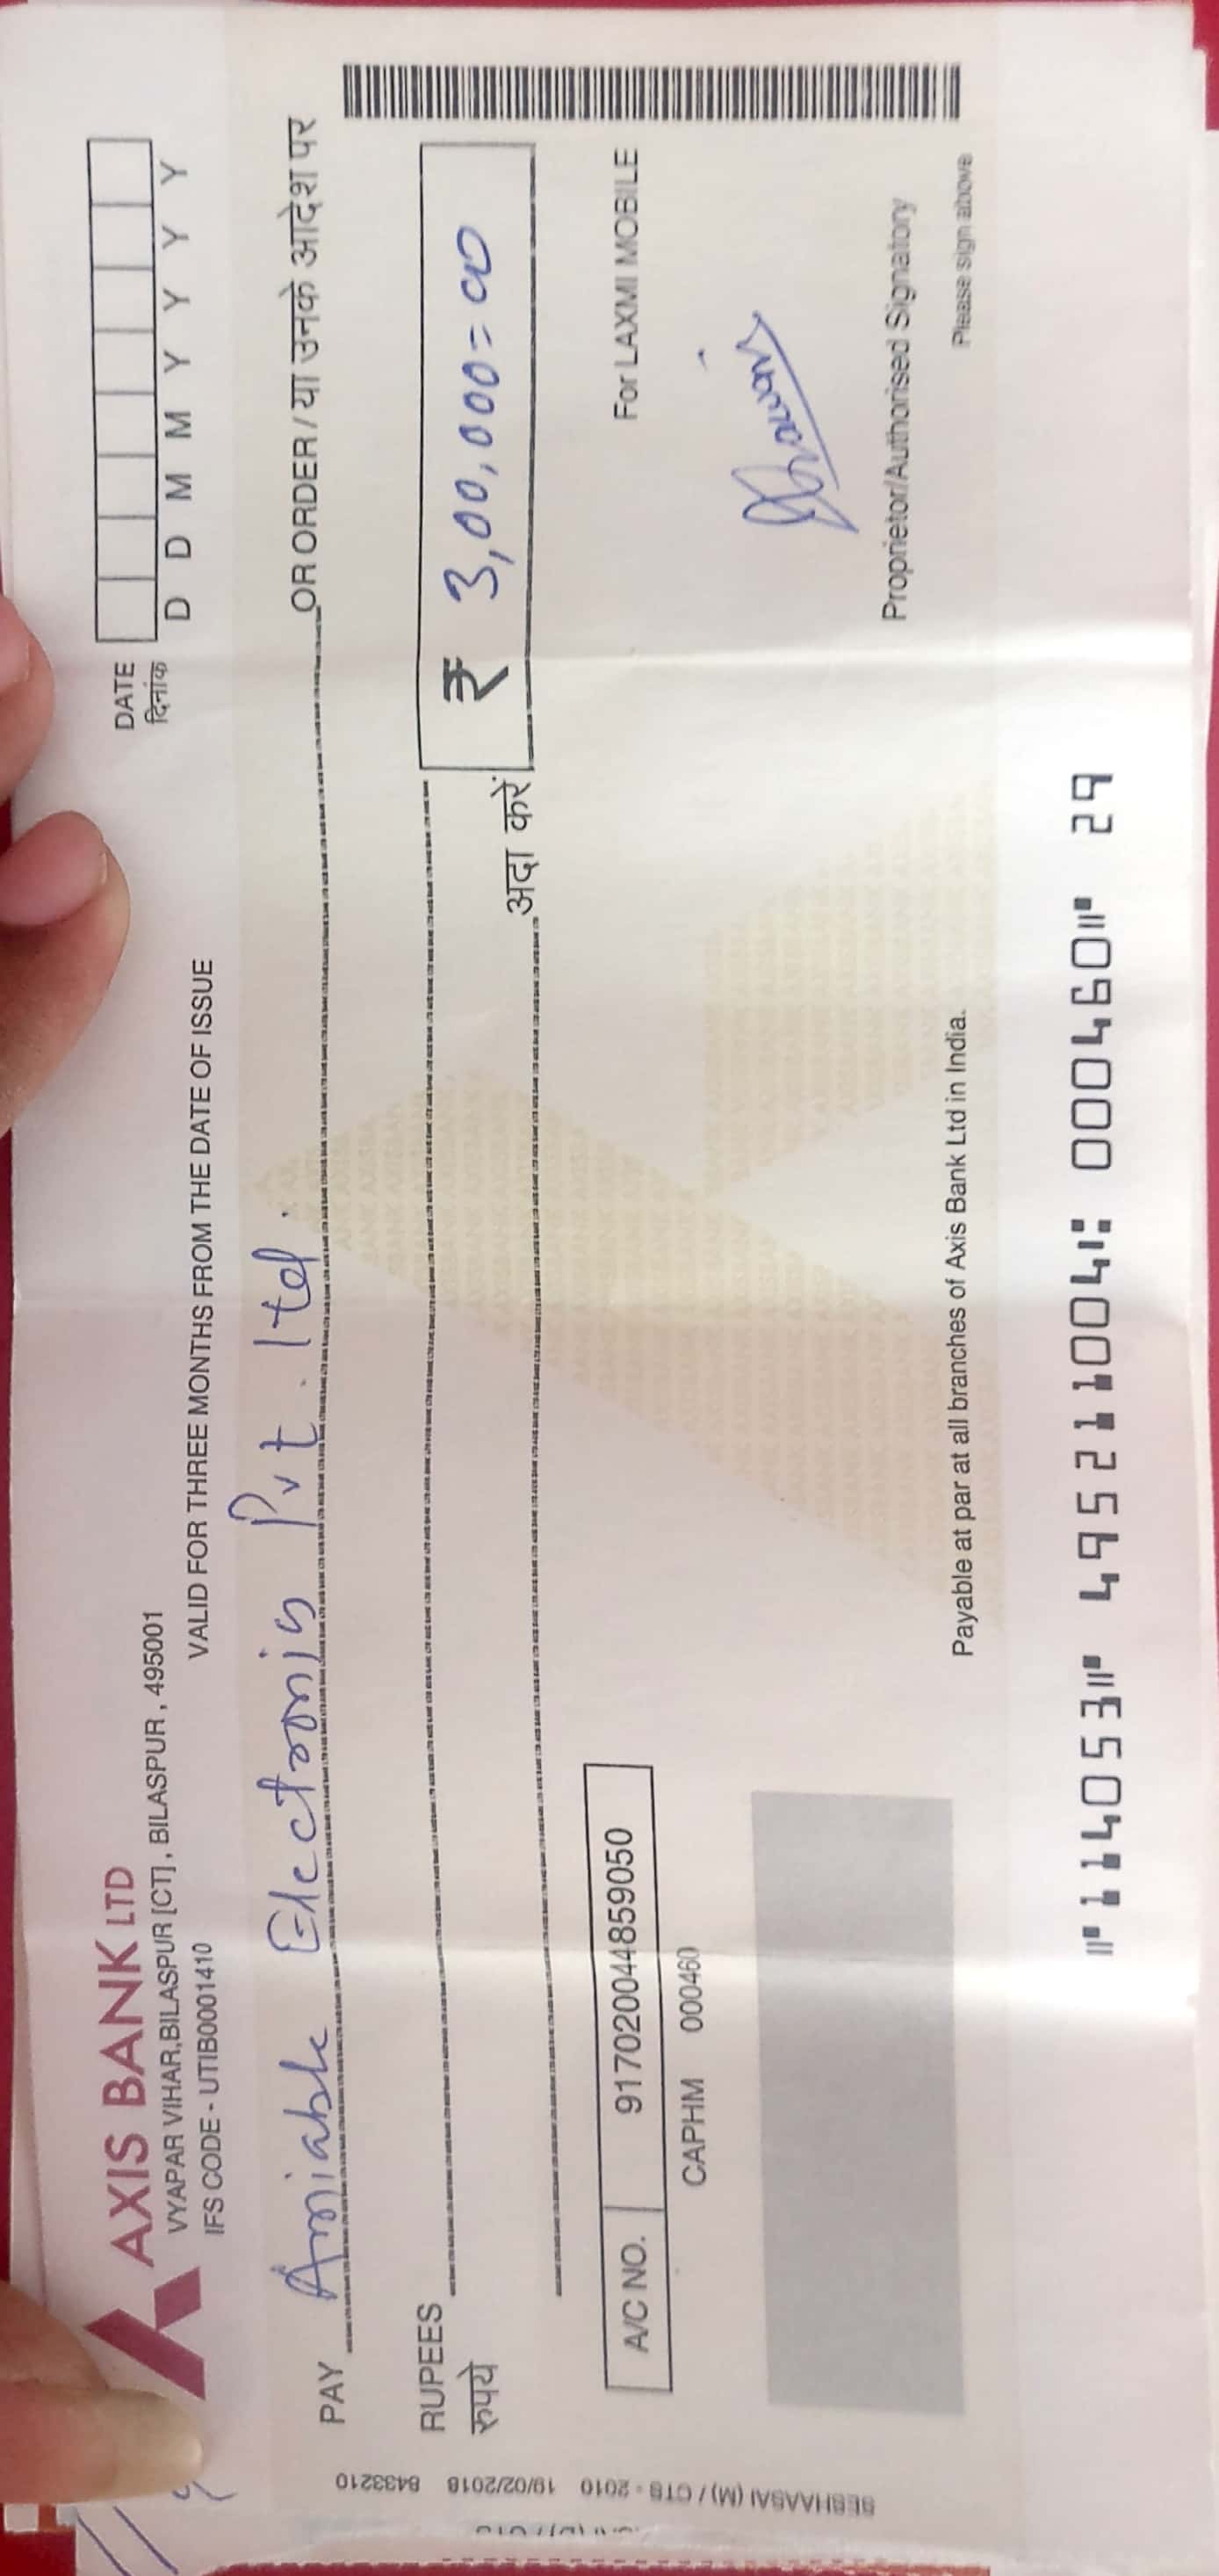 AXIS BANK LTD
VYAPAR VIHAR,BILASPUR [CT] , BILASPUR , 495001
IFS CODE - UTIB0001410
VALID FOR THREE MONTHS FROM THE DATE OF ISSUE
DATE
दिनांक
D D M M Y Y Y Y
PAY Amiable Electronis Pvt. ltd. OR ORDER / या उनके आदेश पर
RUPEES
रुपये
अदा करें
₹ 3,00,000=00
A/C NO. 917020044859050
CAPHM 000460
For LAXMI MOBILE
Proprietor/Authorised Signatory
Please sign above
Payable at par at all branches of Axis Bank Ltd in India.
⑈114053⑈ 495211004⑆ 000460⑈ 29
SESHAASAI (M) / CTS - 2010 19/02/2018 8433210